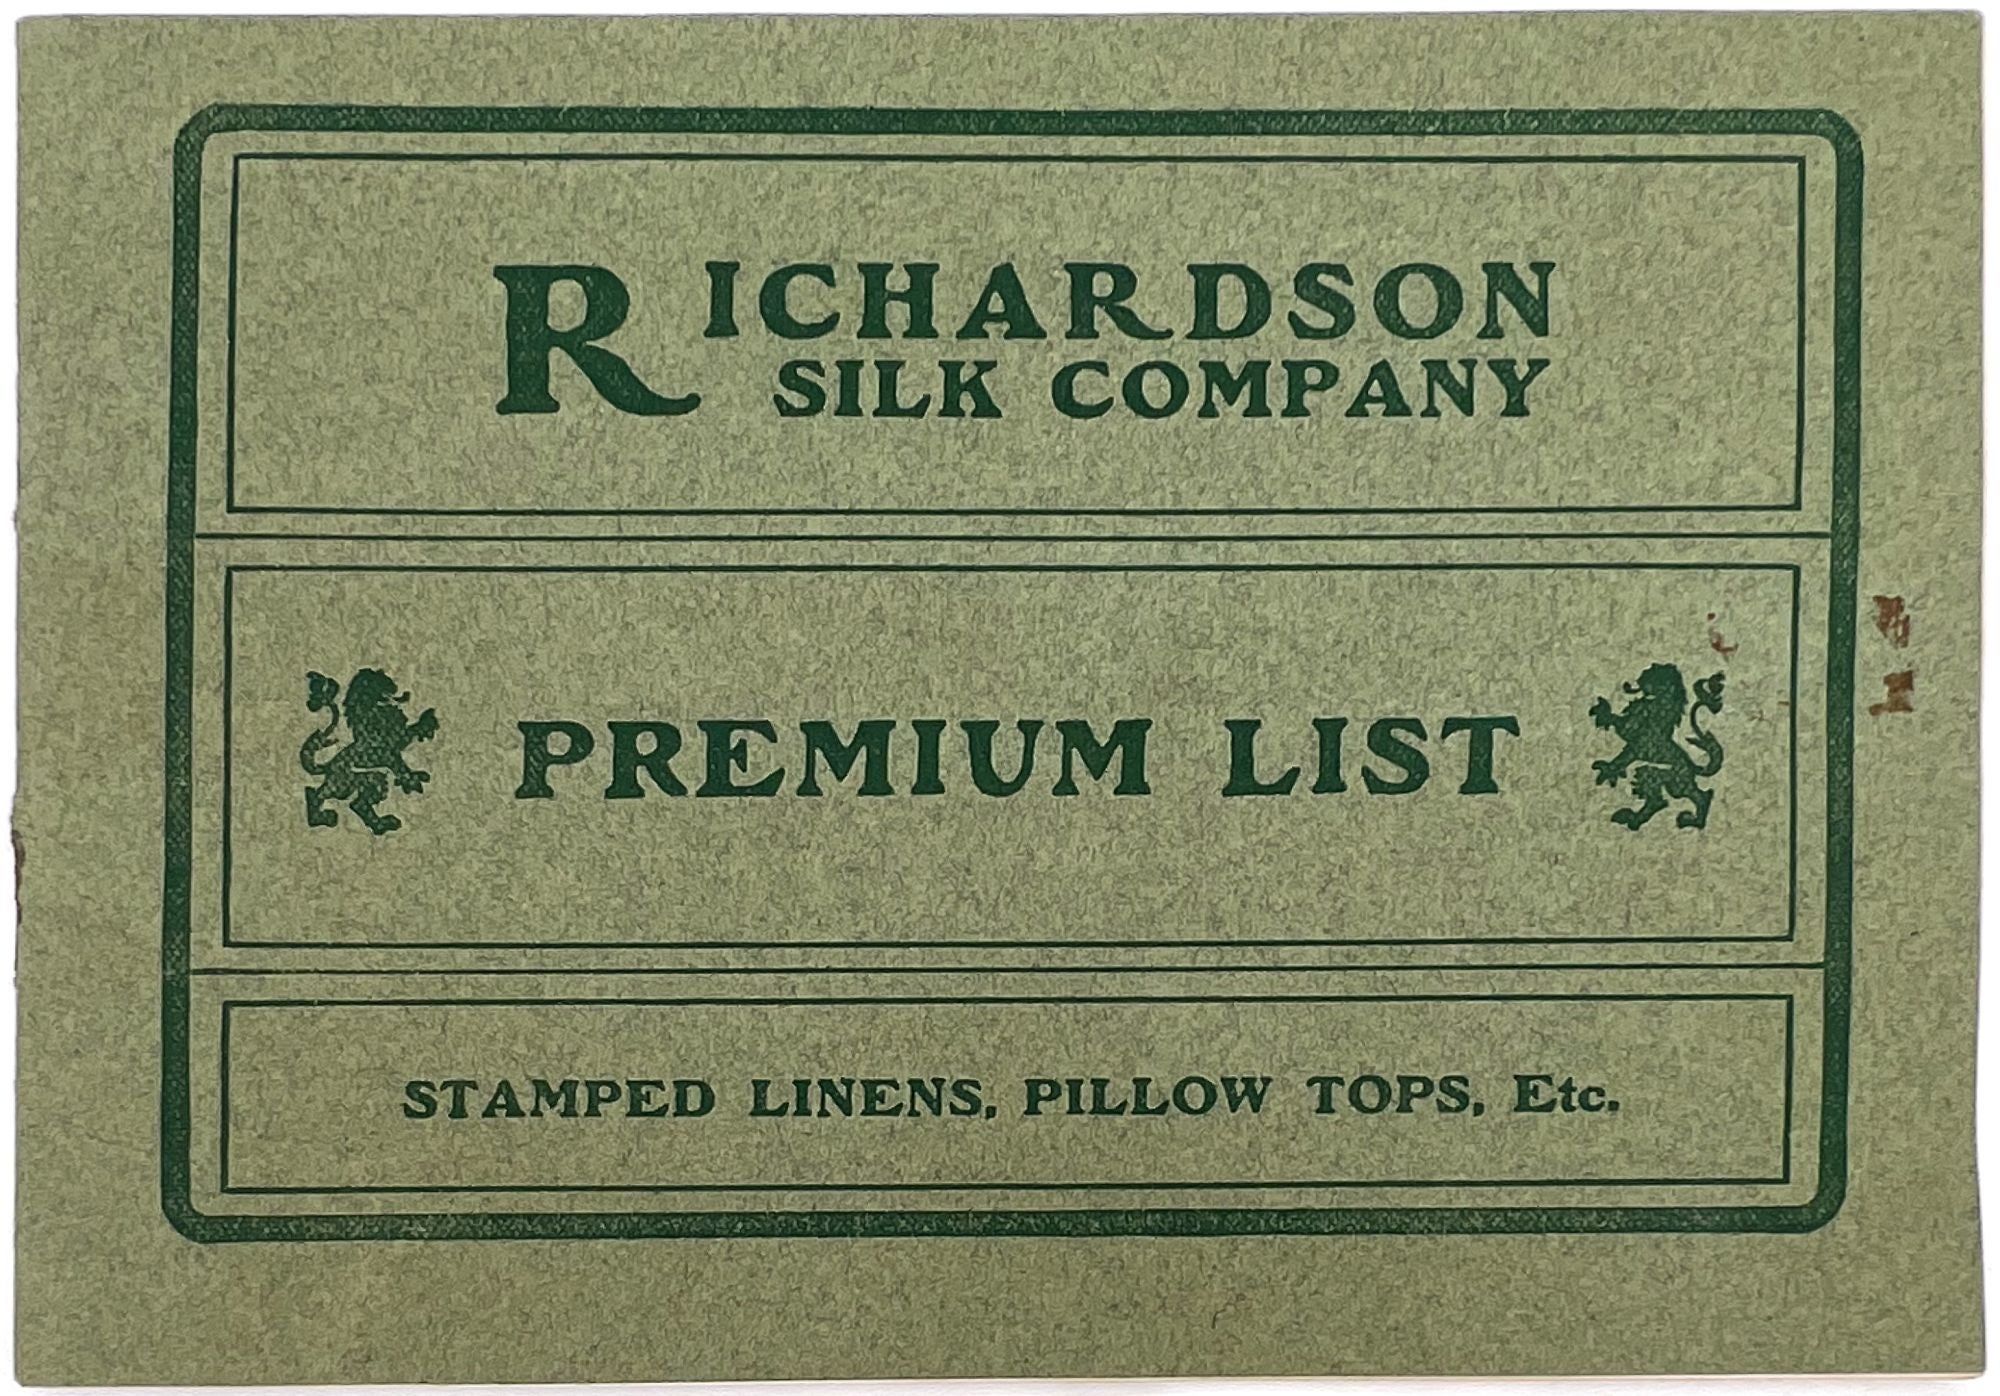 RICHARDSON
SILK COMPANY
PREMIUM LIST
STAMPED LINENS, PILLOW TOPS, Etc.